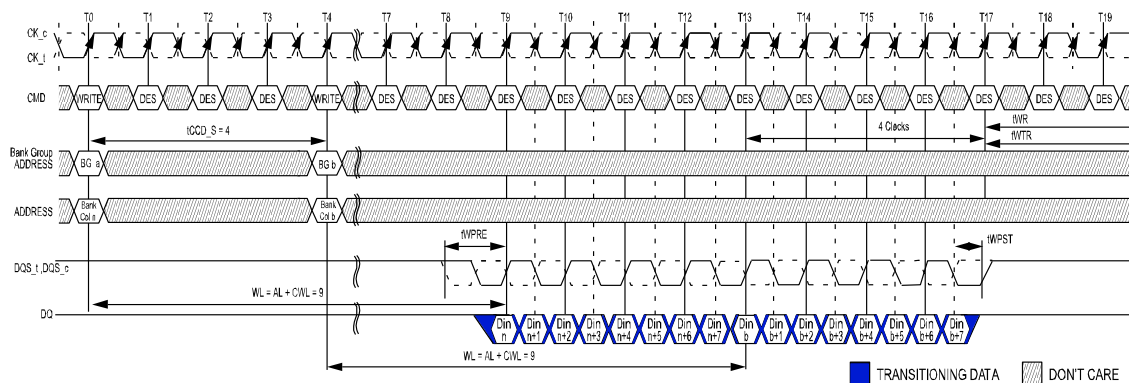 T0 T1 T2 T3 T4 T7 T8 T9 T10 T11 T12 T13 T14 T15 T16 T17 T18 T19
CK_c
CK_t
CMD WRITE DES DES DES WRITE DES DES DES DES DES DES DES DES DES DES DES DES DES
tCCD_S = 4 4 Clocks tWR
tWTR
Bank Group
ADDRESS BG a BG b
ADDRESS Bank Col n Bank Col b
tWPRE tWPST
DQS_t ,DQS_c
WL = AL + CWL = 9
DQ Din n Din n+1 Din n+2 Din n+3 Din n+4 Din n+5 Din n+6 Din n+7 Din b Din b+1 Din b+2 Din b+3 Din b+4 Din b+5 Din b+6 Din b+7
WL = AL + CWL = 9
TRANSITIONING DATA DON'T CARE